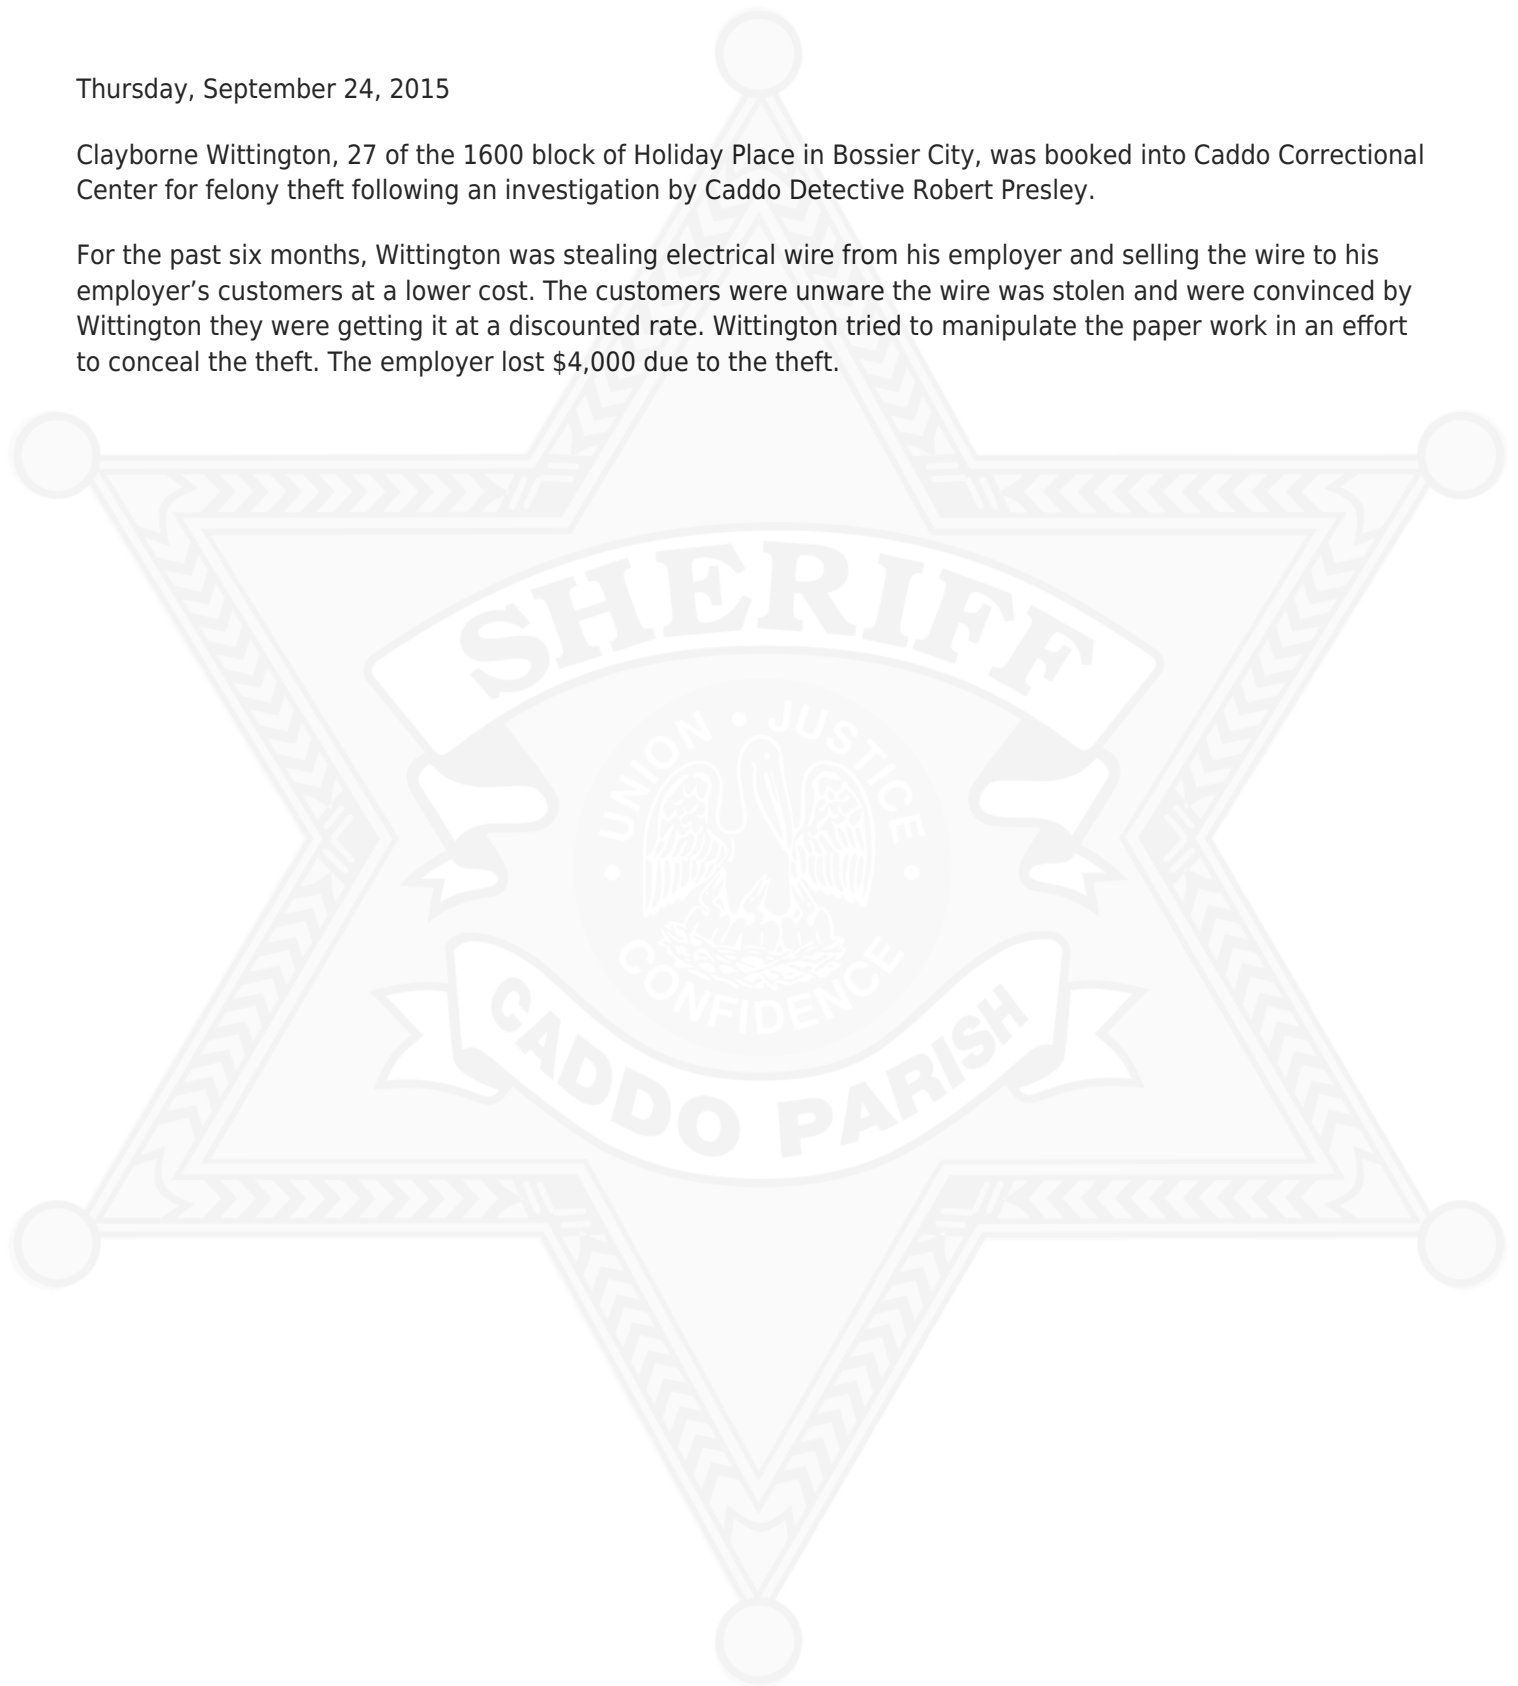 Thursday, September 24, 2015
Clayborne Wittington, 27 of the 1600 block of Holiday Place in Bossier City, was booked into Caddo Correctional
Center for felony theft following an investigation by Caddo Detective Robert Presley.
For the past six months, Wittington was stealing electrical wire from his employer and selling the wire to his
employer’s customers at a lower cost. The customers were unware the wire was stolen and were convinced by
Wittington they were getting it at a discounted rate. Wittington tried to manipulate the paper work in an effort
to conceal the theft. The employer lost $4,000 due to the theft.
SHERIFF
UNION • JUSTICE
• CONFIDENCE •
CADDO PARISH